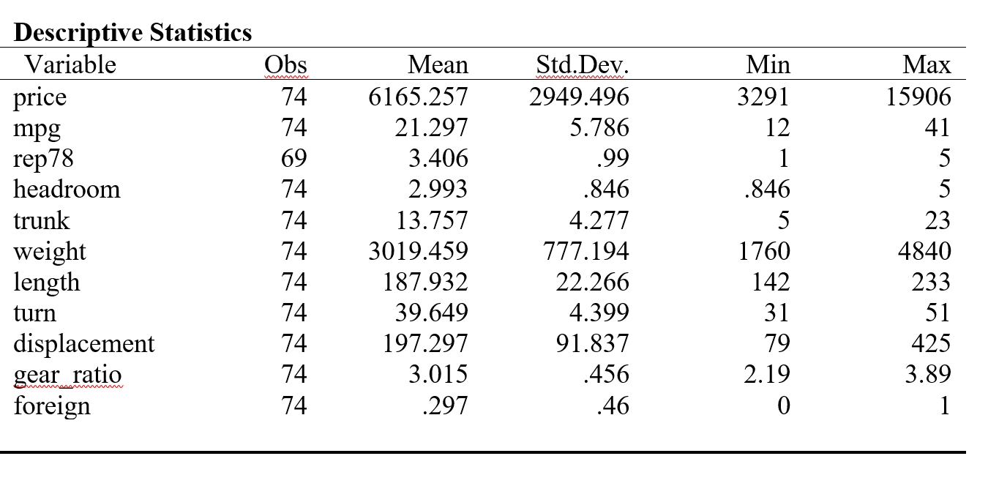 Descriptive Statistics
Variable Obs Mean Std.Dev. Min Max
price 74 6165.257 2949.496 3291 15906
mpg 74 21.297 5.786 12 41
rep78 69 3.406 .99 1 5
headroom 74 2.993 .846 .846 5
trunk 74 13.757 4.277 5 23
weight 74 3019.459 777.194 1760 4840
length 74 187.932 22.266 142 233
turn 74 39.649 4.399 31 51
displacement 74 197.297 91.837 79 425
gear_ratio 74 3.015 .456 2.19 3.89
foreign 74 .297 .46 0 1